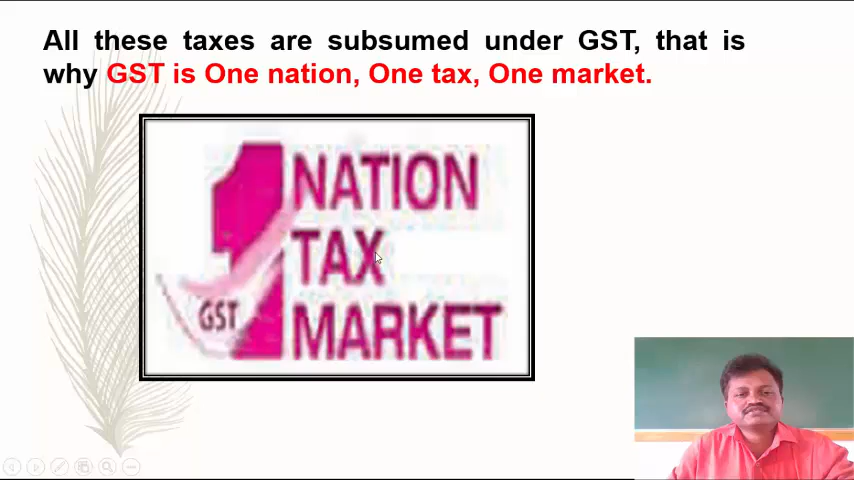 All these taxes are subsumed under GST, that is
why GST is One nation, One tax, One market.
1 NATION
TAX
MARKET
GST